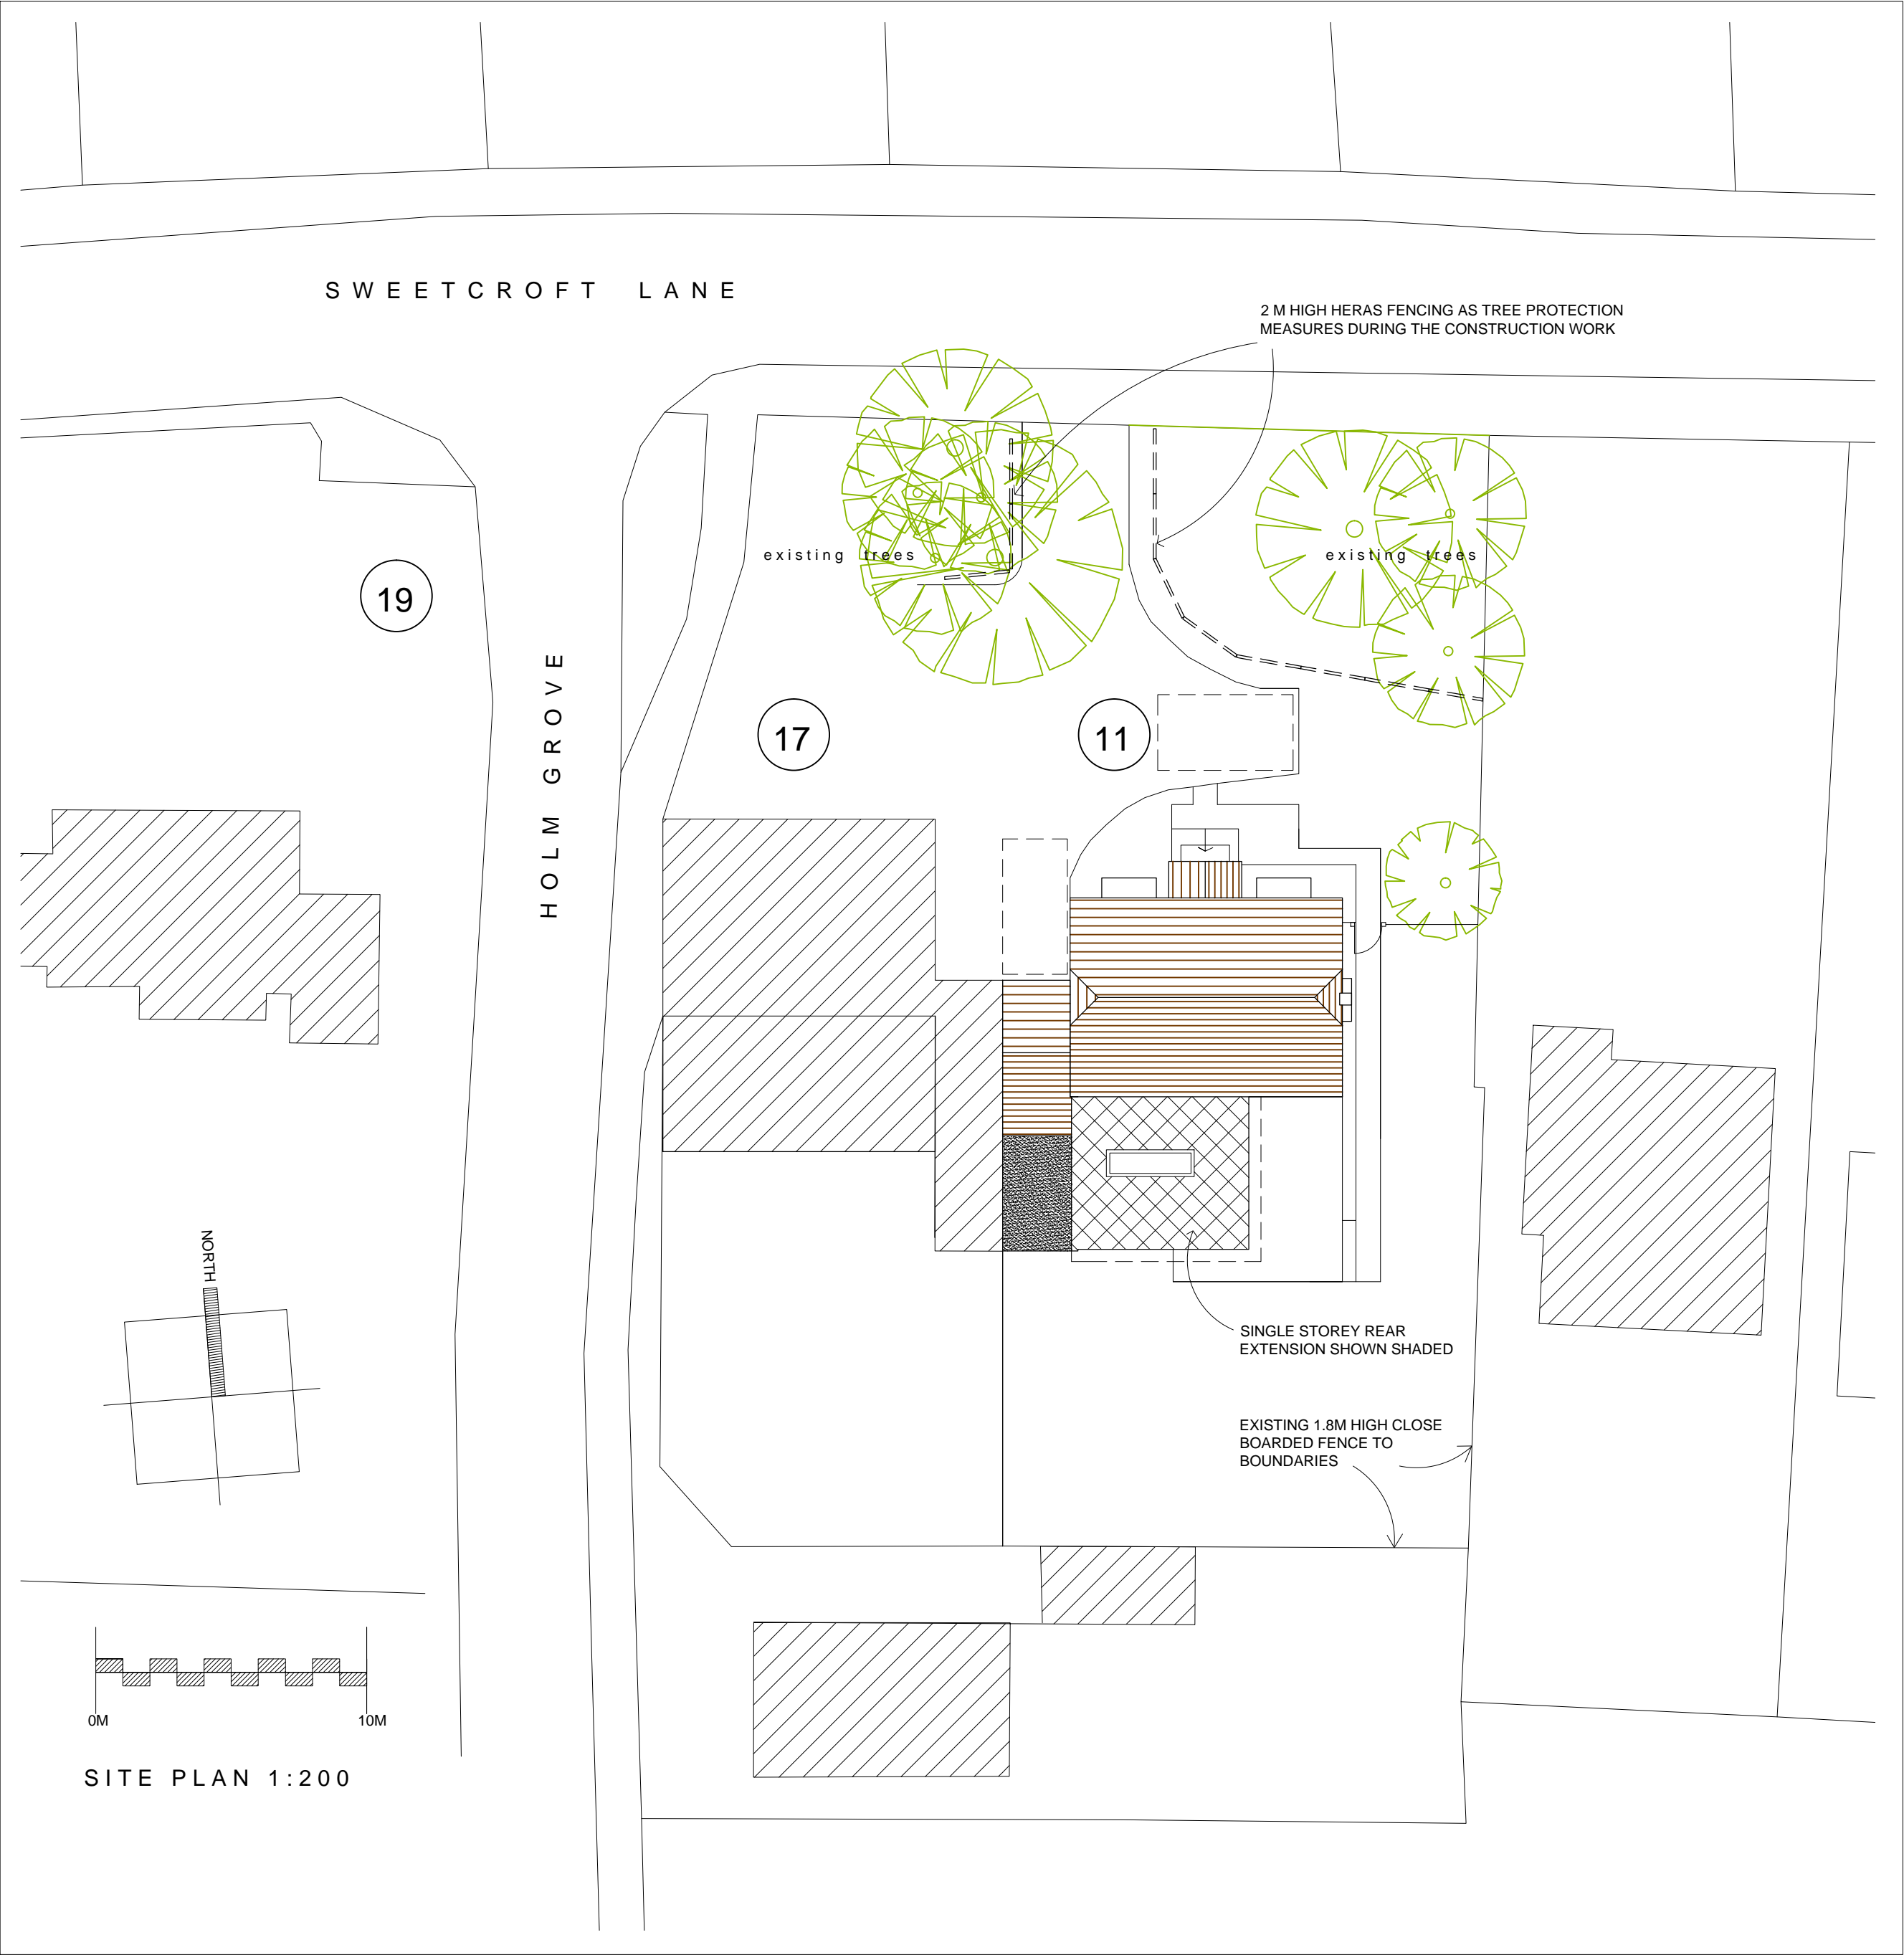 SWEETCROFT LANE
2 M HIGH HERAS FENCING AS TREE PROTECTION
MEASURES DURING THE CONSTRUCTION WORK
existing trees
existing trees
19
HOLM GROVE
17
11
NORTH
SINGLE STOREY REAR
EXTENSION SHOWN SHADED
EXISTING 1.8M HIGH CLOSE
BOARDED FENCE TO
BOUNDARIES
0M
10M
SITE PLAN 1:200